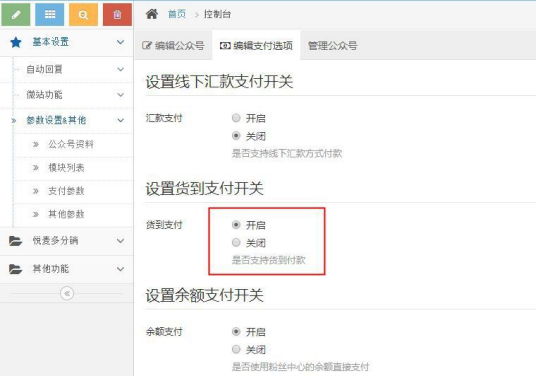 首页 > 控制台
基本设置
自动回复
微站功能
参数设置&其他
公众号资料
模块列表
支付参数
其他参数
悦麦多分销
其他功能
编辑公众号 编辑支付选项 管理公众号
设置线下汇款支付开关
汇款支付 开启
关闭
是否支持线下汇款方式付款
设置货到支付开关
货到支付 开启
关闭
是否支持货到付款
设置余额支付开关
余额支付 开启
关闭
是否使用粉丝中心的余额直接支付